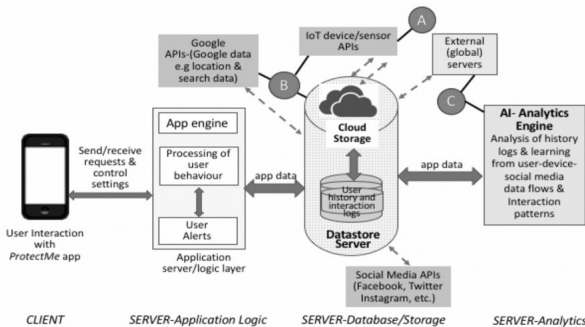 Google
APIs-(Google data
e.g location &
search data)
IoT device/sensor
APIs
A
B
External
(global)
servers
C
App engine
Processing of
user
behaviour
User
Alerts
Application
server/logic layer
Send/receive
requests &
control
settings
User Interaction
with
ProtectMe app
app data
Cloud
Storage
User
history and
interaction
logs
Datastore
Server
app data
AI- Analytics
Engine
Analysis of history
logs & learning
from user-device-
social media
data flows &
Interaction
patterns
Social Media APIs
(Facebook, Twitter
Instagram, etc.)
CLIENT
SERVER-Application Logic
SERVER-Database/Storage
SERVER-Analytics